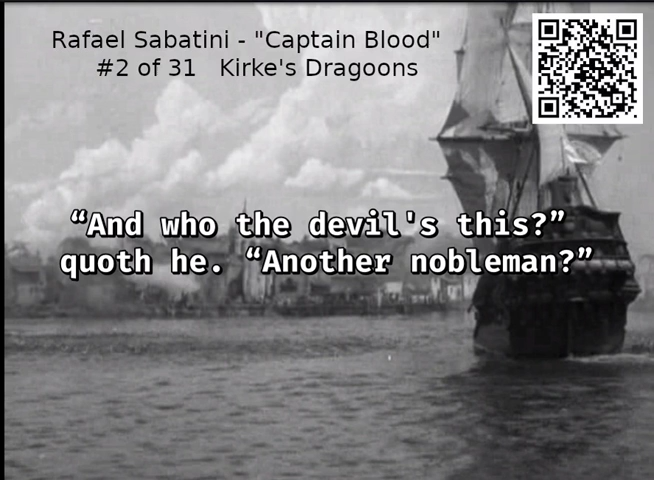 Rafael Sabatini - "Captain Blood"
#2 of 31 Kirke's Dragoons
“And who the devil's this?”
quoth he. “Another nobleman?”